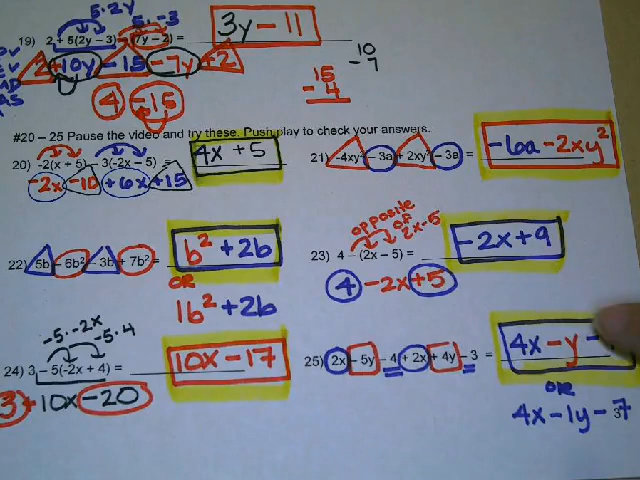 5·2y
5·-3
19) 2 + 5(2y - 3) - (7y - 2) = 3y - 11
2 + 10y - 15 - 7y + 2
4 - 15
10
- 7
15
- 4
#20 – 25 Pause the video and try these. Push play to check your answers.
20) -2(x + 5) - 3(-2x - 5) = 4x + 5
-2x - 10 + 6x + 15
21) -4xy² - 3a + 2xy² - 3a = -6a - 2xy²
22) 5b - 6b² - 3b + 7b² = b² + 2b
OR
1b² + 2b
opposite of 2x-5
23) 4 - (2x - 5) = -2x + 9
4 - 2x + 5
-5·-2x
-5·4
24) 3 - 5(-2x + 4) = 10x - 17
3 + 10x - 20
25) 2x - 5y - 4 + 2x + 4y - 3 = 4x - y -
OR
4x - 1y - 7